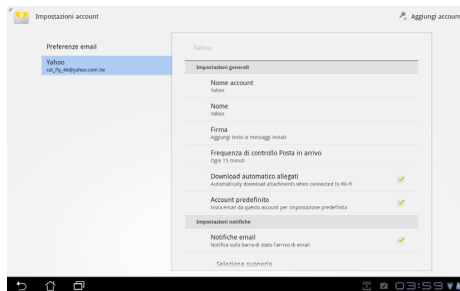 Impostazioni account
Aggiungi account
Preferenze email
Yahoo
cat_fly_4n@yahoo.com.tw
Yahoo
Impostazioni generali
Nome account
Yahoo
Nome
Yahoo
Firma
Aggiungi testo ai messaggi inviati
Frequenza di controllo Posta in arrivo
Ogni 15 minuti
Download automatico allegati
Automatically download attachments when connected to Wi-Fi
Account predefinito
Invia email da questo account per impostazione predefinita
Impostazioni notifiche
Notifiche email
Notifica sulla barra di stato l'arrivo di email
Seleziona suoneria
03:59